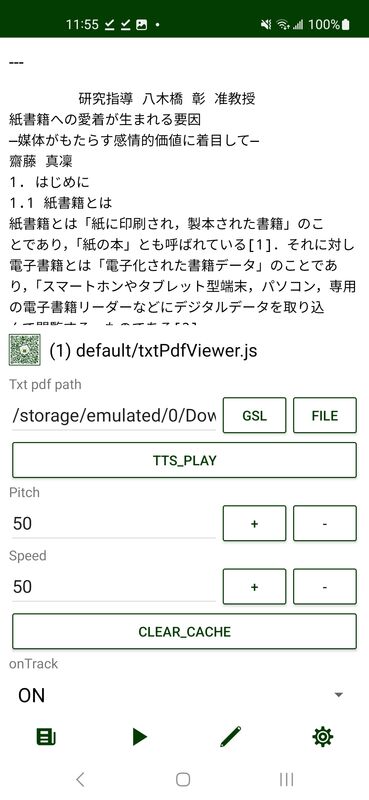 11:55
100%
---
研究指導 八木橋 彰 准教授
紙書籍への愛着が生まれる要因
―媒体がもたらす感情的価値に着目して―
齋藤 真凜
1. はじめに
1.1 紙書籍とは
紙書籍とは「紙に印刷され，製本された書籍」のこ
とであり，「紙の本」とも呼ばれている[1]．それに対し
電子書籍とは「電子化された書籍データ」のことであ
り，「スマートホンやタブレット型端末，パソコン，専用
の電子書籍リーダーなどにデジタルデータを取り込
(1) default/txtPdfViewer.js
Txt pdf path
/storage/emulated/0/Dow
GSL
FILE
TTS_PLAY
Pitch
50
+
-
Speed
50
+
-
CLEAR_CACHE
onTrack
ON